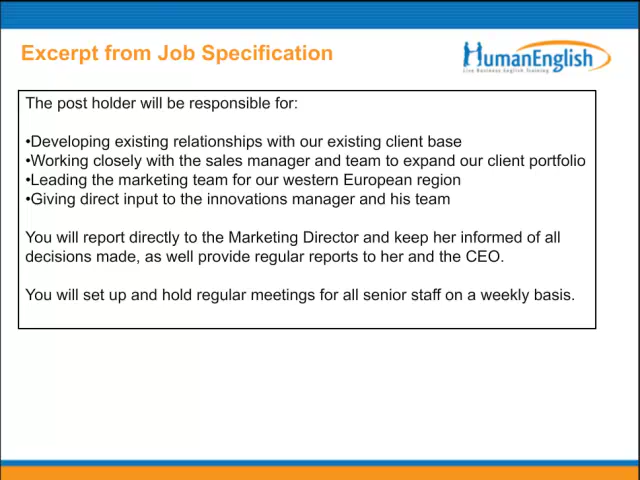 Excerpt from Job Specification
HumanEnglish
Live Business English Training
The post holder will be responsible for:
•Developing existing relationships with our existing client base
•Working closely with the sales manager and team to expand our client portfolio
•Leading the marketing team for our western European region
•Giving direct input to the innovations manager and his team
You will report directly to the Marketing Director and keep her informed of all
decisions made, as well provide regular reports to her and the CEO.
You will set up and hold regular meetings for all senior staff on a weekly basis.